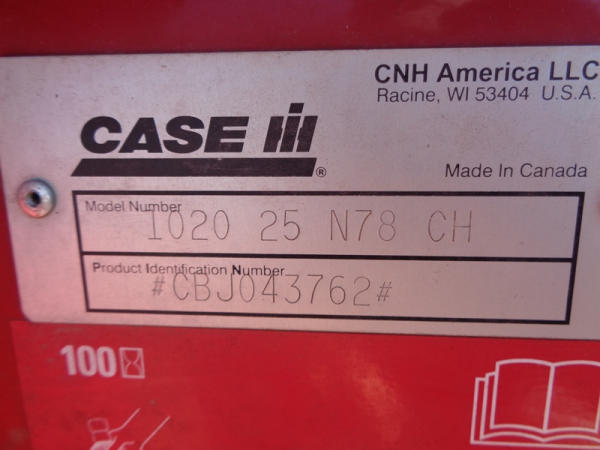 CNH America LLC
Racine, WI 53404 U.S.A.
CASE IH
®
Made In Canada
Model Number
1020 25 N78 CH
Product Identification Number
#CBJ043762#
100